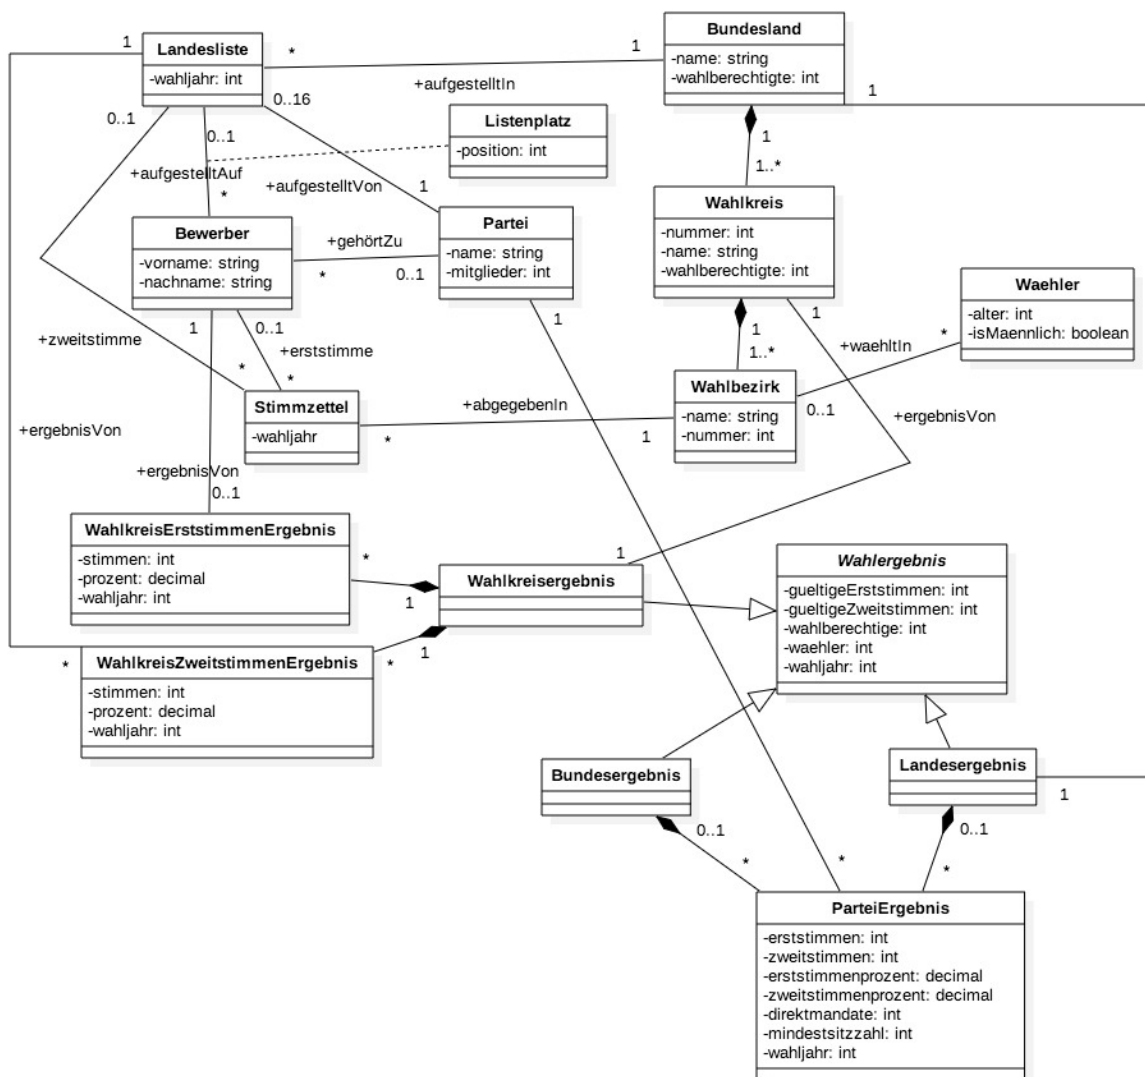 Landesliste
-wahljahr: int
Bundesland
-name: string
-wahlberechtigte: int
1
*
1
1
+aufgestelltIn
0..1
0..1
0..16
Listenplatz
-position: int
+aufgestelltAuf
*
+aufgestelltVon
1
1
1..*
Wahlkreis
-nummer: int
-name: string
-wahlberechtigte: int
Bewerber
-vorname: string
-nachname: string
+gehörtZu
*
0..1
Partei
-name: string
-mitglieder: int
Waehler
-alter: int
-isMaennlich: boolean
1
0..1
1
1
1..*
1
*
+waehltIn
+zweitstimme
+erststimme
*
*
Stimmzettel
-wahljahr
+abgegebenIn
*
1
Wahlbezirk
-name: string
-nummer: int
0..1
+ergebnisVon
+ergebnisVon
+ergebnisVon
0..1
WahlkreisErststimmenErgebnis
-stimmen: int
-prozent: decimal
-wahljahr: int
*
1
Wahlkreisergebnis
1
Wahlergebnis
-gueltigeErststimmen: int
-gueltigeZweitstimmen: int
-wahlberechtige: int
-waehler: int
-wahljahr: int
*
WahlkreisZweitstimmenErgebnis
-stimmen: int
-prozent: decimal
-wahljahr: int
*
1
Bundesergebnis
Landesergebnis
1
0..1
*
*
0..1
*
ParteiErgebnis
-erststimmen: int
-zweitstimmen: int
-erststimmenprozent: decimal
-zweitstimmenprozent: decimal
-direktmandate: int
-mindestsitzzahl: int
-wahljahr: int